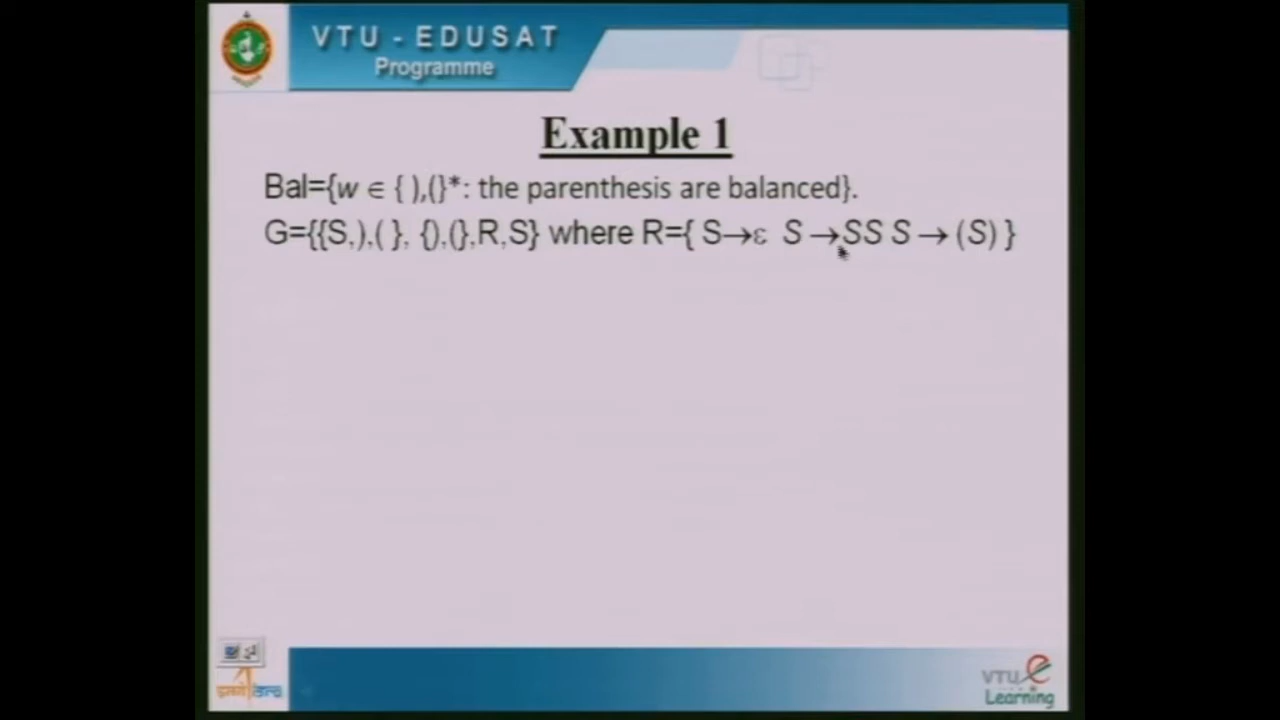 VTU - EDUSAT
Programme
Example 1
Bal={w ∈ { ),(}*: the parenthesis are balanced}.
G={{S,),( }, {),(},R,S} where R={ S→ε S →SS S → (S) }
VTU e
Learning